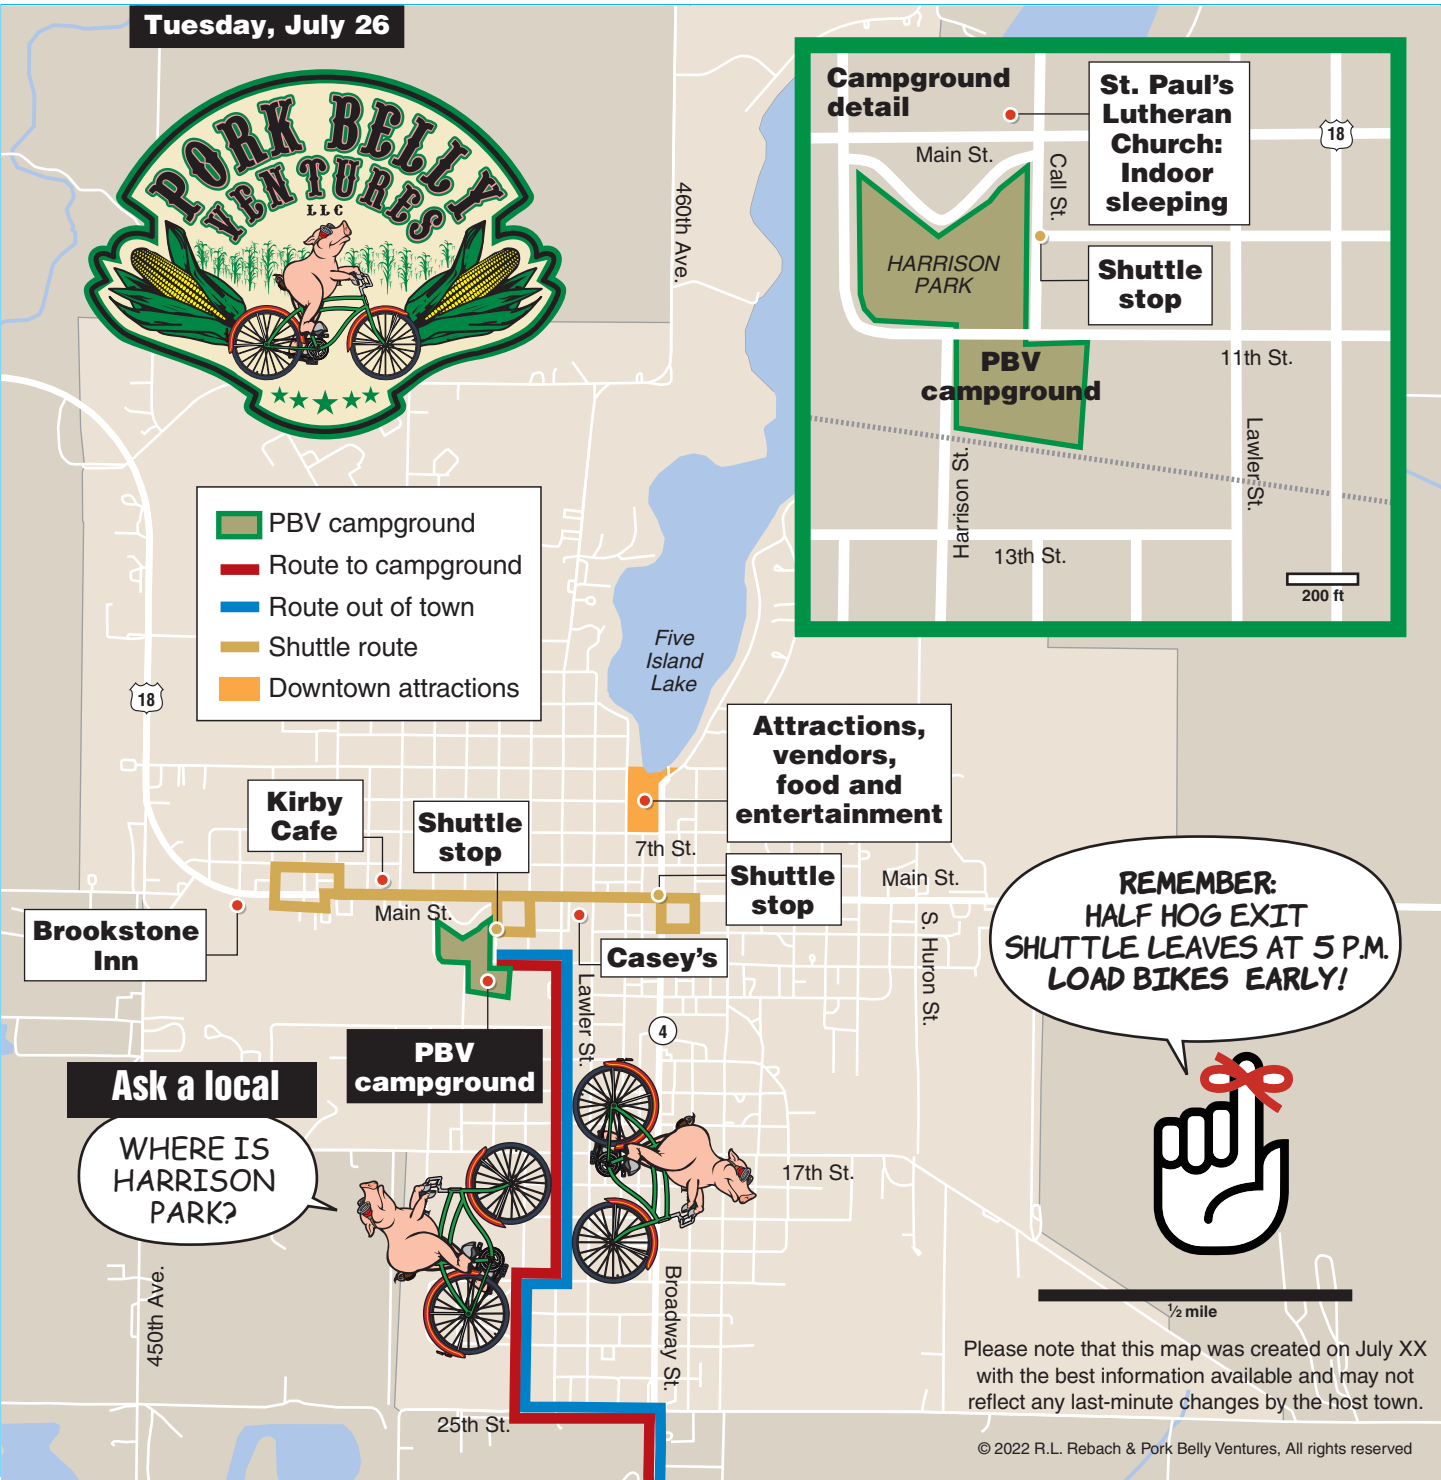 Tuesday, July 26
PORK BELLY
VENTURES
LLC
460th Ave.
Campground
detail
St. Paul's
Lutheran
Church:
Indoor
sleeping
18
Main St.
Call St.
HARRISON
PARK
Shuttle
stop
PBV
campground
11th St.
Lawler St.
Harrison St.
13th St.
200 ft
PBV campground
Route to campground
Route out of town
Shuttle route
Downtown attractions
Five
Island
Lake
18
Attractions,
vendors,
food and
entertainment
Kirby
Cafe
Shuttle
stop
7th St.
Shuttle
stop
Main St.
Main St.
Brookstone
Inn
Casey's
S. Huron St.
Lawler St.
4
REMEMBER:
HALF HOG EXIT
SHUTTLE LEAVES AT 5 P.M.
LOAD BIKES EARLY!
PBV
campground
Ask a local
WHERE IS
HARRISON
PARK?
17th St.
450th Ave.
Broadway St.
25th St.
½ mile
Please note that this map was created on July XX
with the best information available and may not
reflect any last-minute changes by the host town.
© 2022 R.L. Rebach & Pork Belly Ventures, All rights reserved